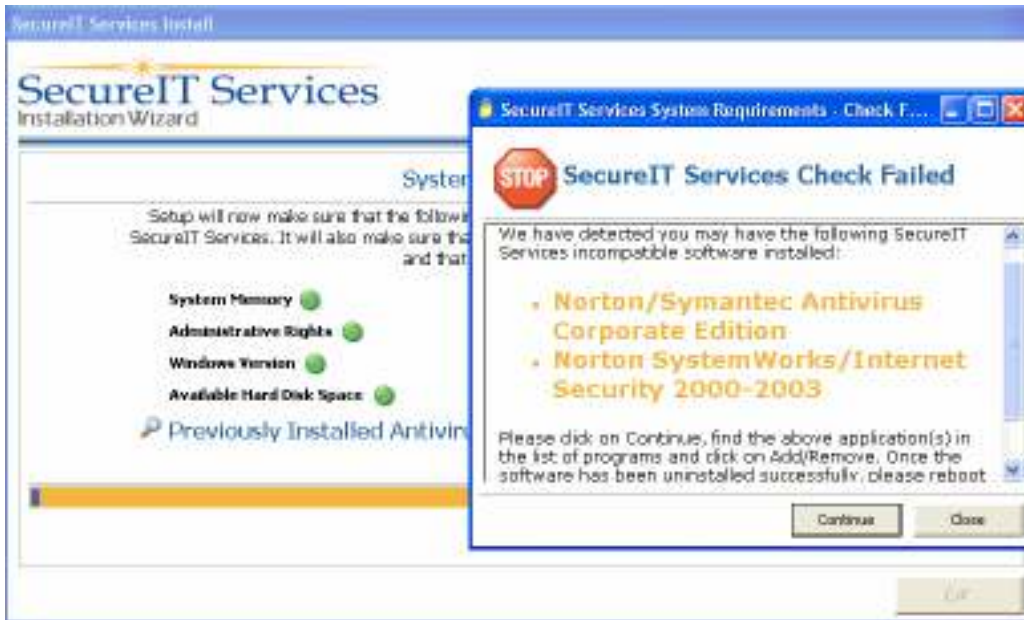 SecureIT Services Install
SecureIT Services
Installation Wizard
System
Setup will now make sure that the
SecureIT Services. It will also make sure
and that
System Memory
Administrative Rights
Windows Version
Available Hard Disk Space
Previously Installed
SecureIT Services System Requirements - Check F...
STOP
SecureIT Services Check Failed
We have detected you may have the following SecureIT
Services incompatible software installed:
Norton/Symantec Antivirus
Corporate Edition
Norton SystemWorks/Internet
Security 2000-2003
Please click on Continue, find the above application(s) in
the list of programs and click on Add/Remove. Once the
software has been uninstalled successfully, please reboot
Continue
Close